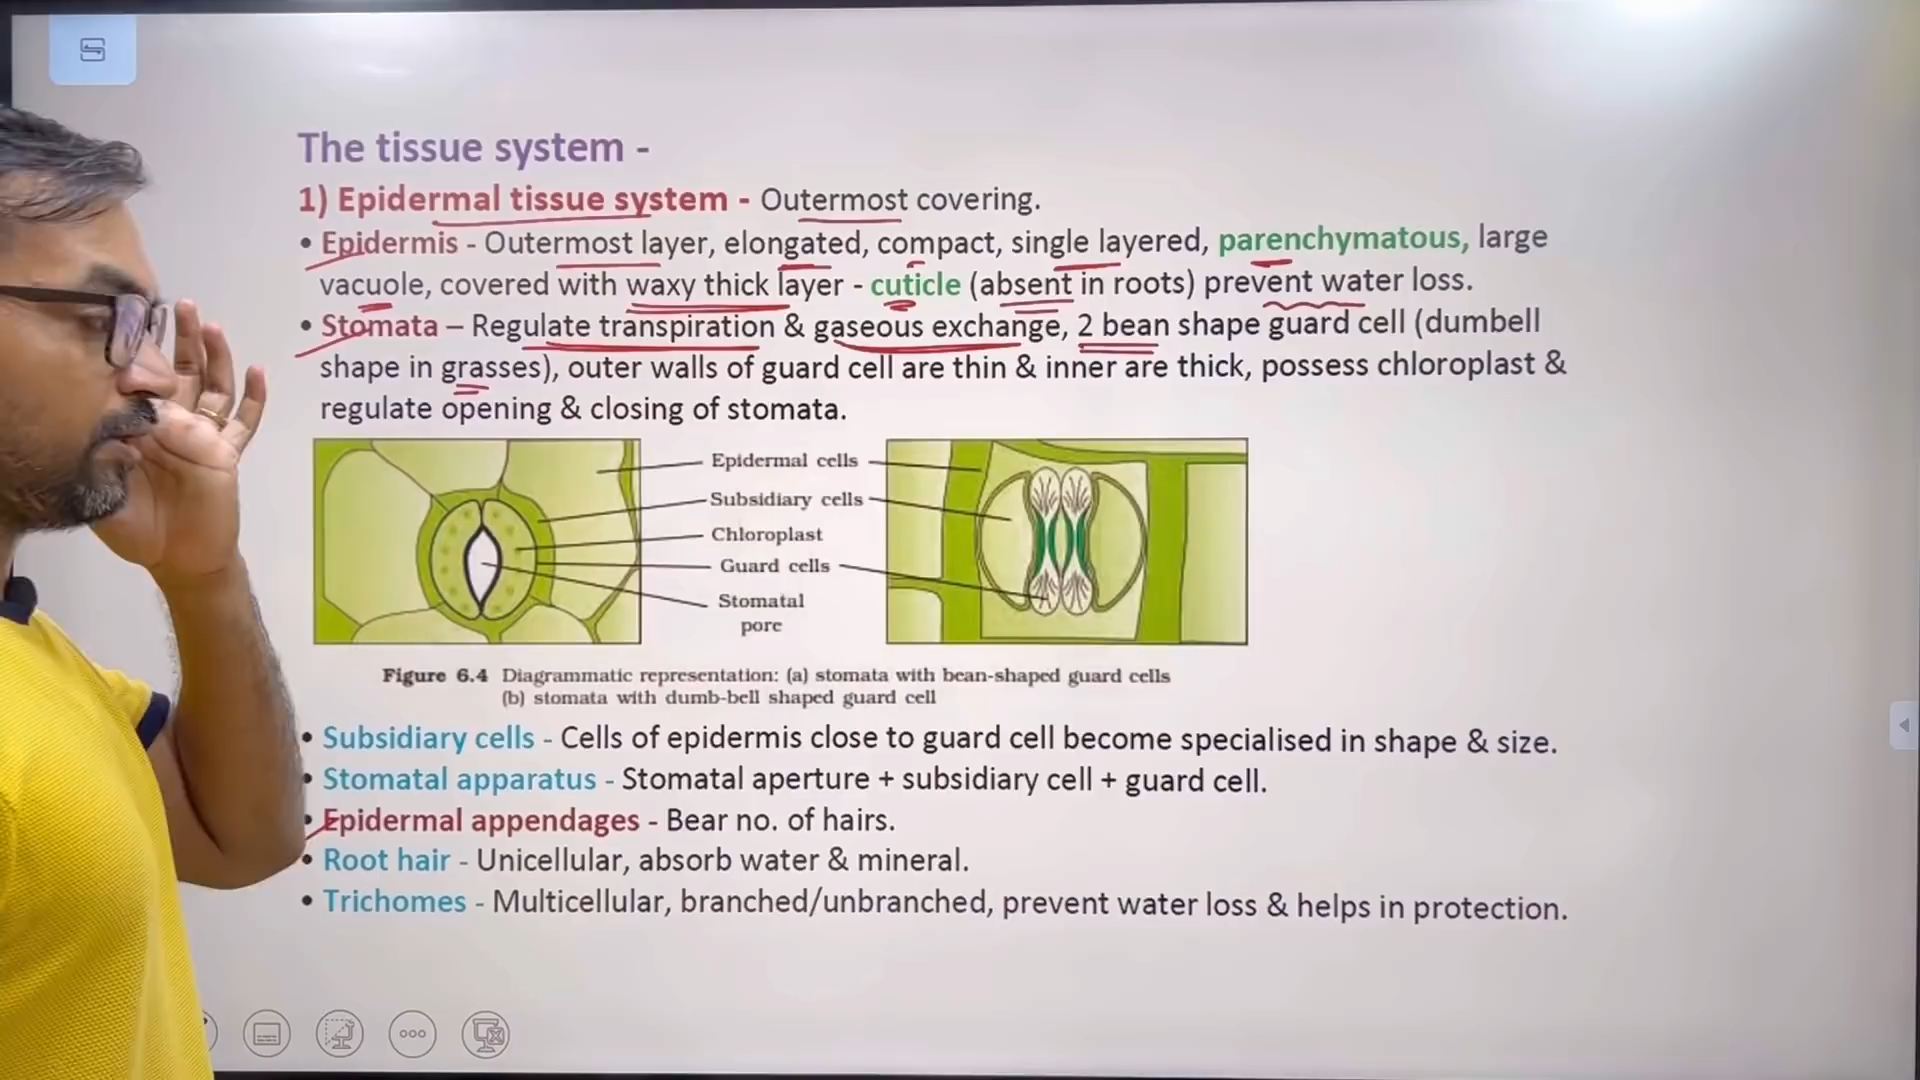 The tissue system -
1) Epidermal tissue system - Outermost covering.
• Epidermis - Outermost layer, elongated, compact, single layered, parenchymatous, large
vacuole, covered with waxy thick layer - cuticle (absent in roots) prevent water loss.
• Stomata – Regulate transpiration & gaseous exchange, 2 bean shape guard cell (dumbell
shape in grasses), outer walls of guard cell are thin & inner are thick, possess chloroplast &
regulate opening & closing of stomata.
Epidermal cells
Subsidiary cells
Chloroplast
Guard cells
Stomatal
pore
Figure 6.4 Diagrammatic representation: (a) stomata with bean-shaped guard cells
(b) stomata with dumb-bell shaped guard cell
• Subsidiary cells - Cells of epidermis close to guard cell become specialised in shape & size.
• Stomatal apparatus - Stomatal aperture + subsidiary cell + guard cell.
• Epidermal appendages - Bear no. of hairs.
• Root hair - Unicellular, absorb water & mineral.
• Trichomes - Multicellular, branched/unbranched, prevent water loss & helps in protection.